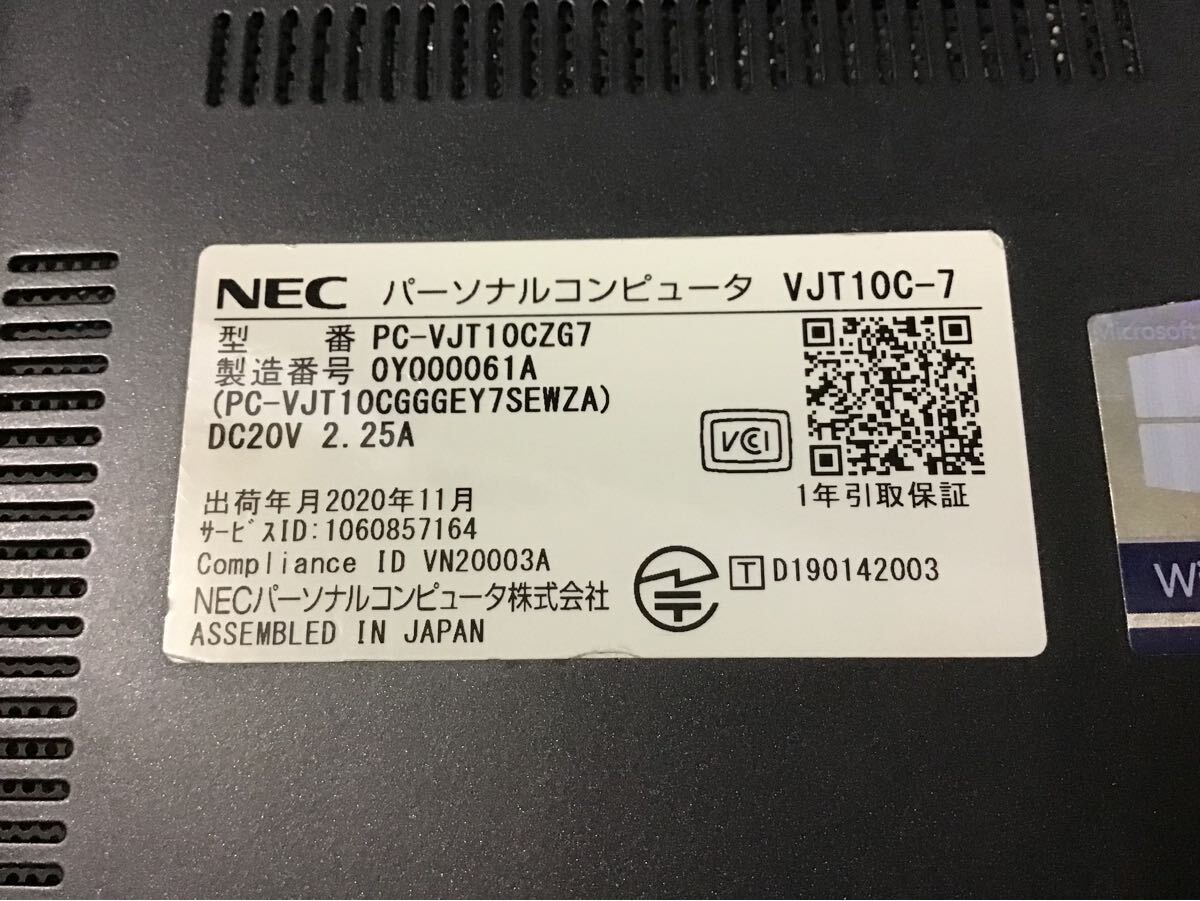 NEC パーソナルコンピュータ VJT10C-7
型 番 PC-VJT10CZG7
製造番号 0Y000061A
(PC-VJT10CGGGEY7SEWZA)
DC20V 2.25A
VCCI
1年引取保証
出荷年月2020年11月
ｻｰﾋﾞｽID:1060857164
Compliance ID VN20003A
T D190142003
NECパーソナルコンピュータ株式会社
ASSEMBLED IN JAPAN
Microsoft